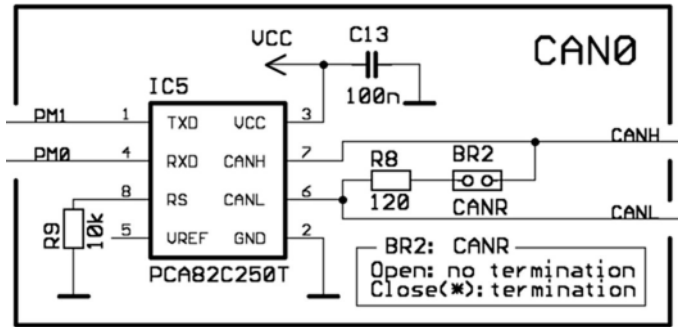 CAN0
VCC
C13
100n
IC5
PM1
1
TXD
VCC
3
PM0
4
RXD
CANH
7
CANH
R8
BR2
8
RS
CANL
6
120
CANR
CANL
R9
10k
5
VREF
GND
2
PCA82C250T
BR2: CANR
Open: no termination
Close(*): termination